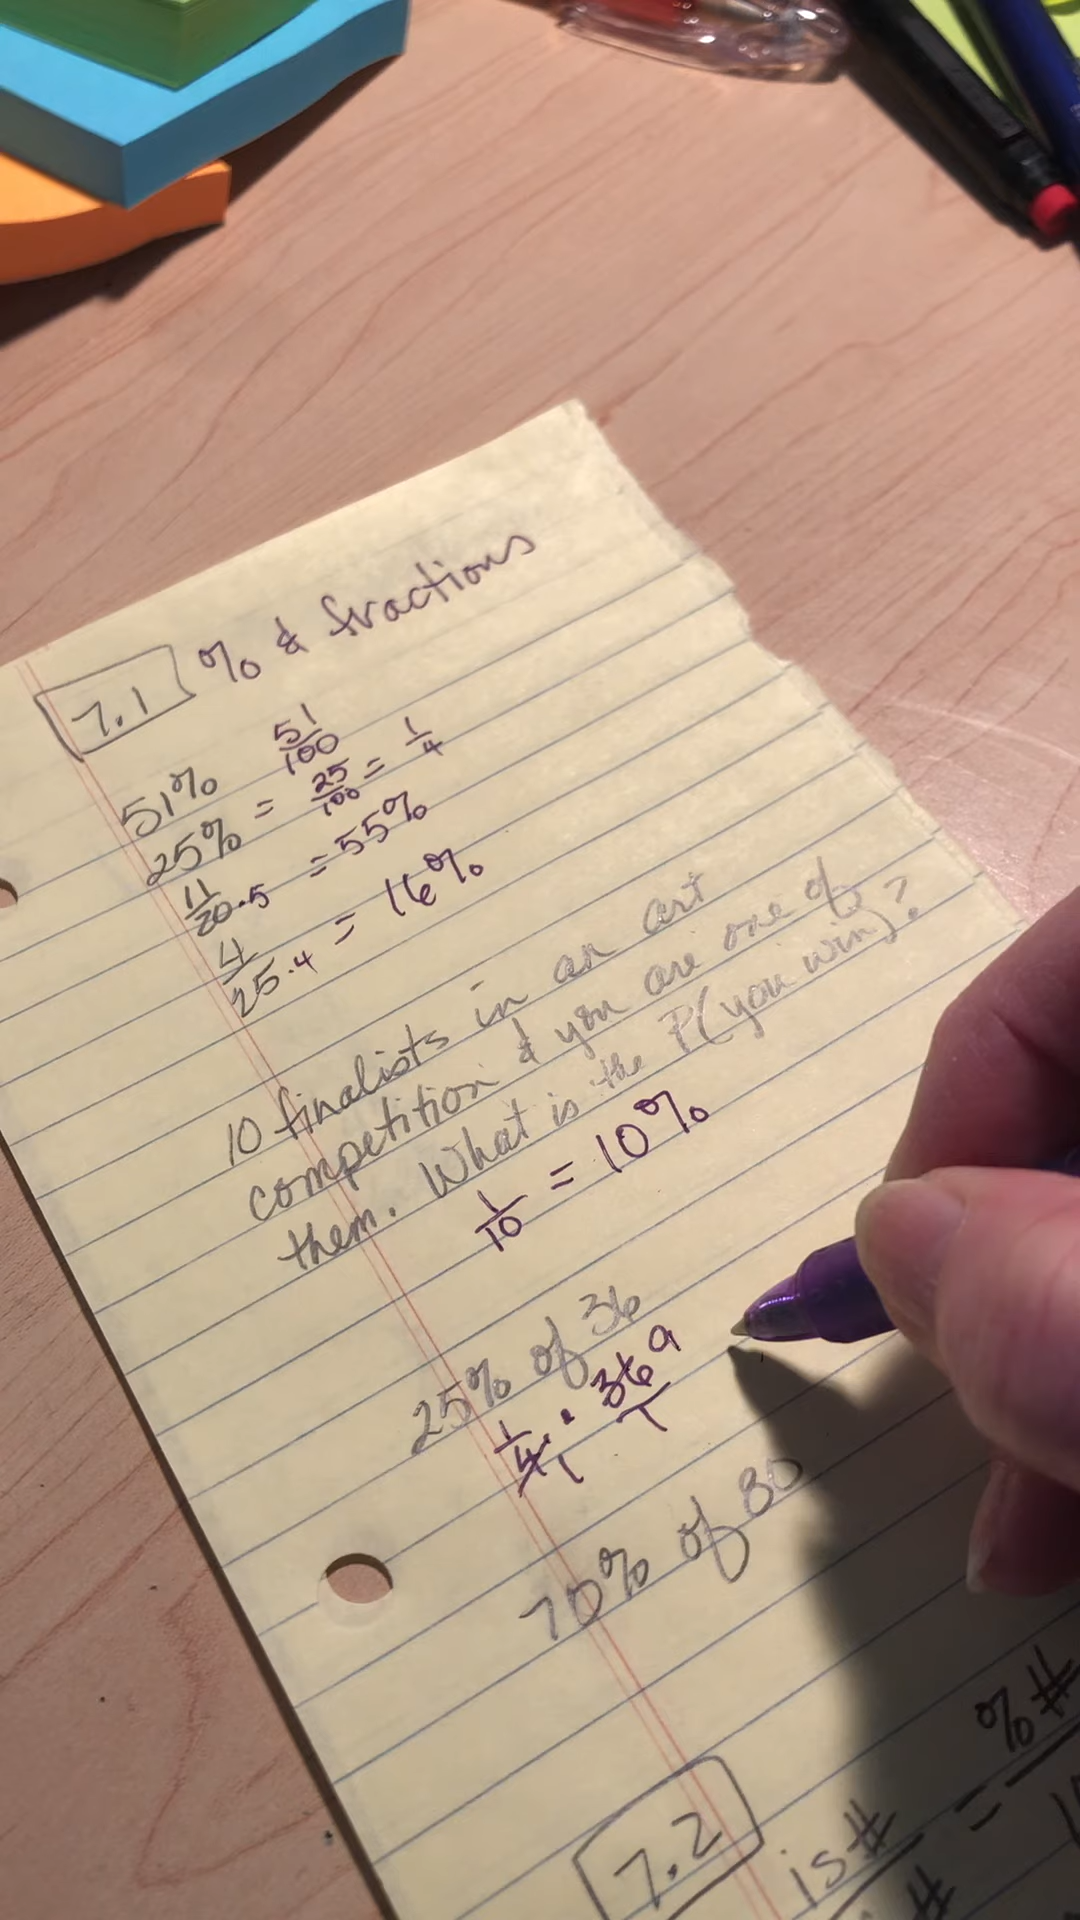 7.1 % & fractions
51% 51/100
25% = 25/100 = 1/4
11/20 · 5 = 55%
4/25 · 4 = 16%
10 finalists in an art
competition & you are one of
them. What is the P(you win)?
1/10 = 10%
25% of 36
1/4 1 · 36/1 9
70% of 80
7.2 is# = %#
#